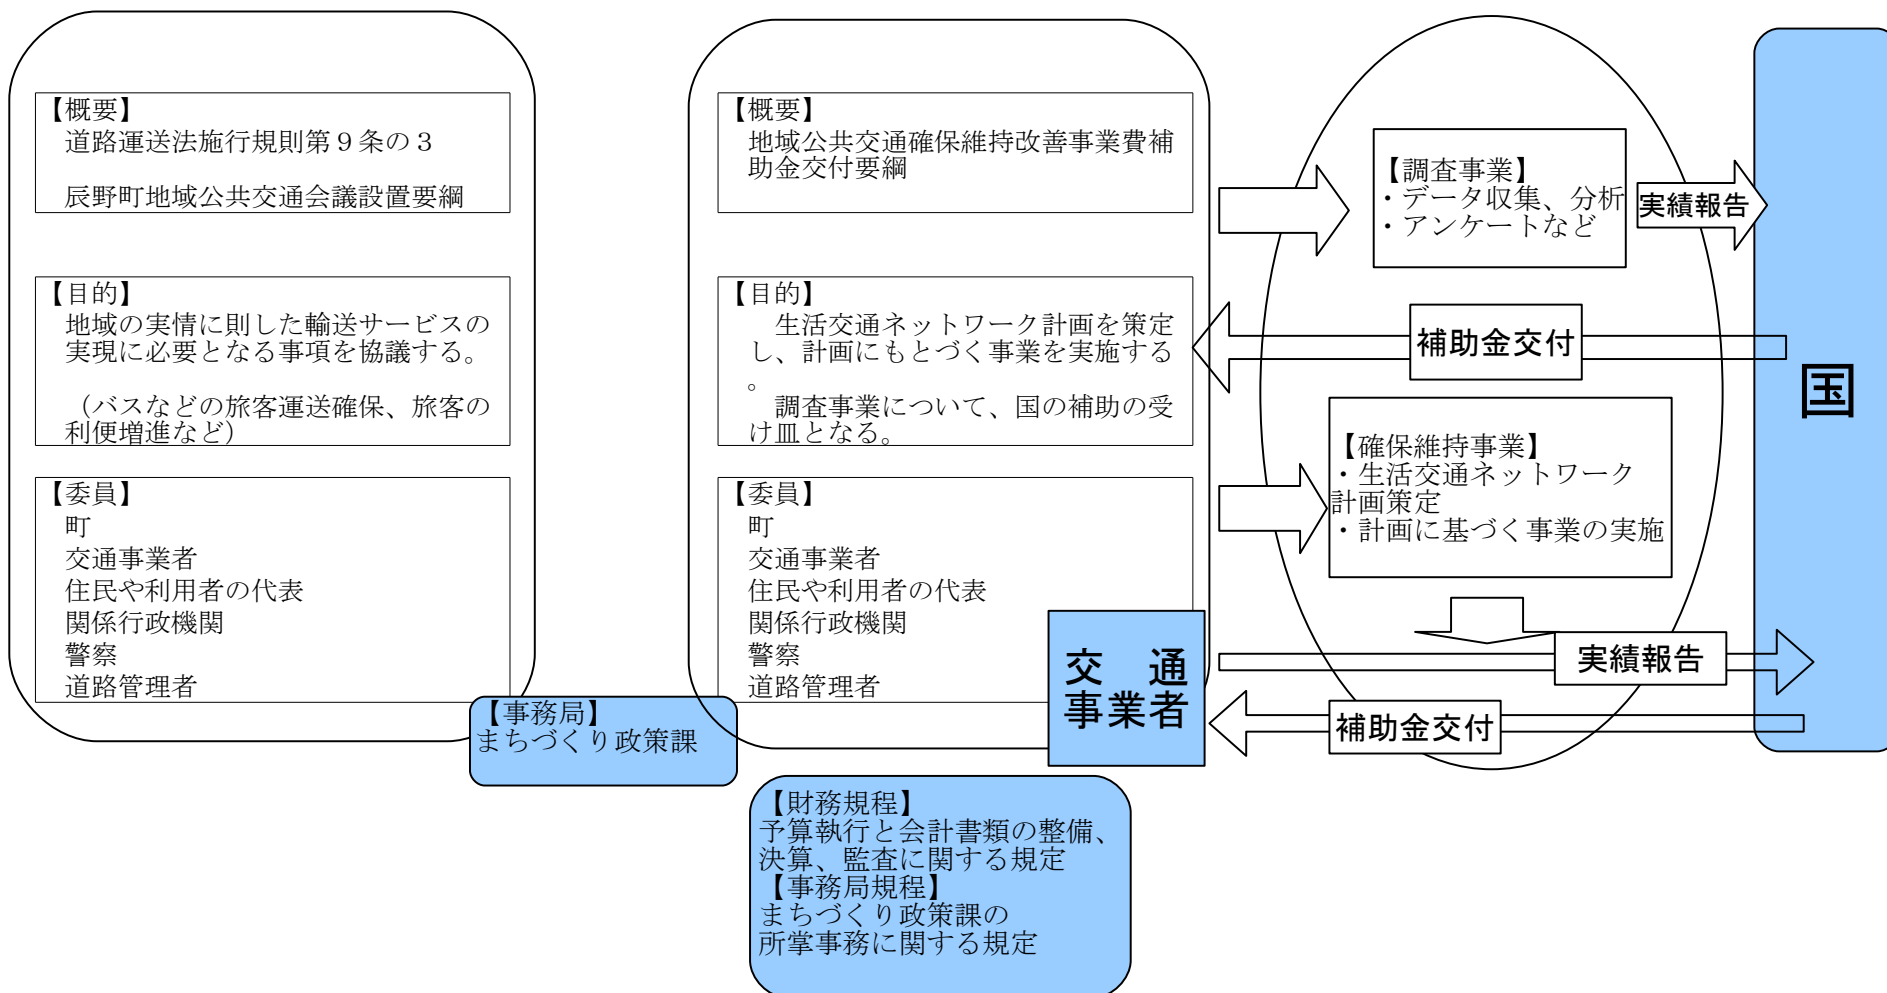 【概要】
道路運送法施行規則第９条の３
辰野町地域公共交通会議設置要綱
【目的】
地域の実情に則した輸送サービスの
実現に必要となる事項を協議する。
（バスなどの旅客運送確保、旅客の
利便増進など）
【委員】
町
交通事業者
住民や利用者の代表
関係行政機関
警察
道路管理者
【事務局】
まちづくり政策課
【概要】
地域公共交通確保維持改善事業費補
助金交付要綱
【目的】
生活交通ネットワーク計画を策定
し、計画にもとづく事業を実施する
。
調査事業について、国の補助の受
け皿となる。
【委員】
町
交通事業者
住民や利用者の代表
関係行政機関
警察
道路管理者
交　通
事業者
【財務規程】
予算執行と会計書類の整備、
決算、監査に関する規定
【事務局規程】
まちづくり政策課の
所掌事務に関する規定
【調査事業】
・データ収集、分析
・アンケートなど
実績報告
補助金交付
【確保維持事業】
・生活交通ネットワーク
計画策定
・計画に基づく事業の実施
実績報告
補助金交付
国